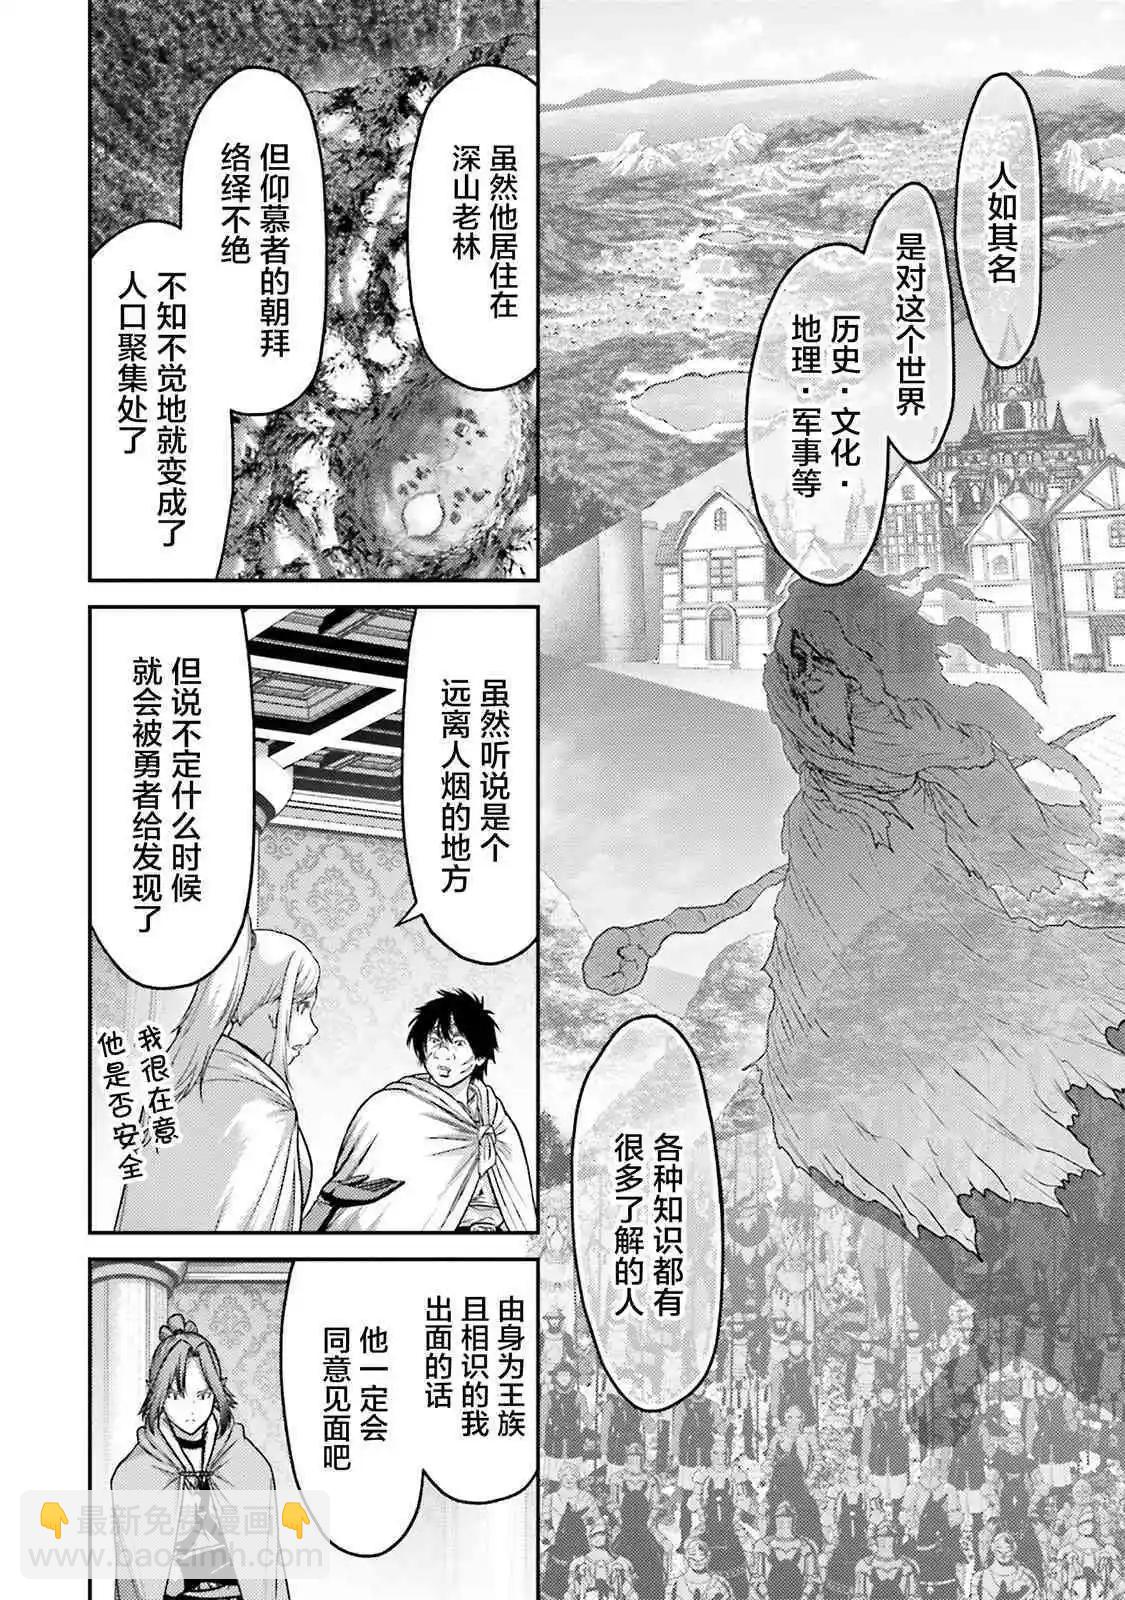 人如其名
是对这个世界
历史·文化·
地理·军事等
各种知识都有
很多了解的人
虽然他居住在
深山老林
但仰慕者的朝拜
络绎不绝
不知不觉地就变成了
人口聚集处了
虽然听说是个
远离人烟的地方
但说不定什么时候
就会被勇者给发现了
我很在意
他是否安全
由身为王族
且相识的我
出面的话
他一定会
同意见面吧
最新免费漫画
www.baozimh.com